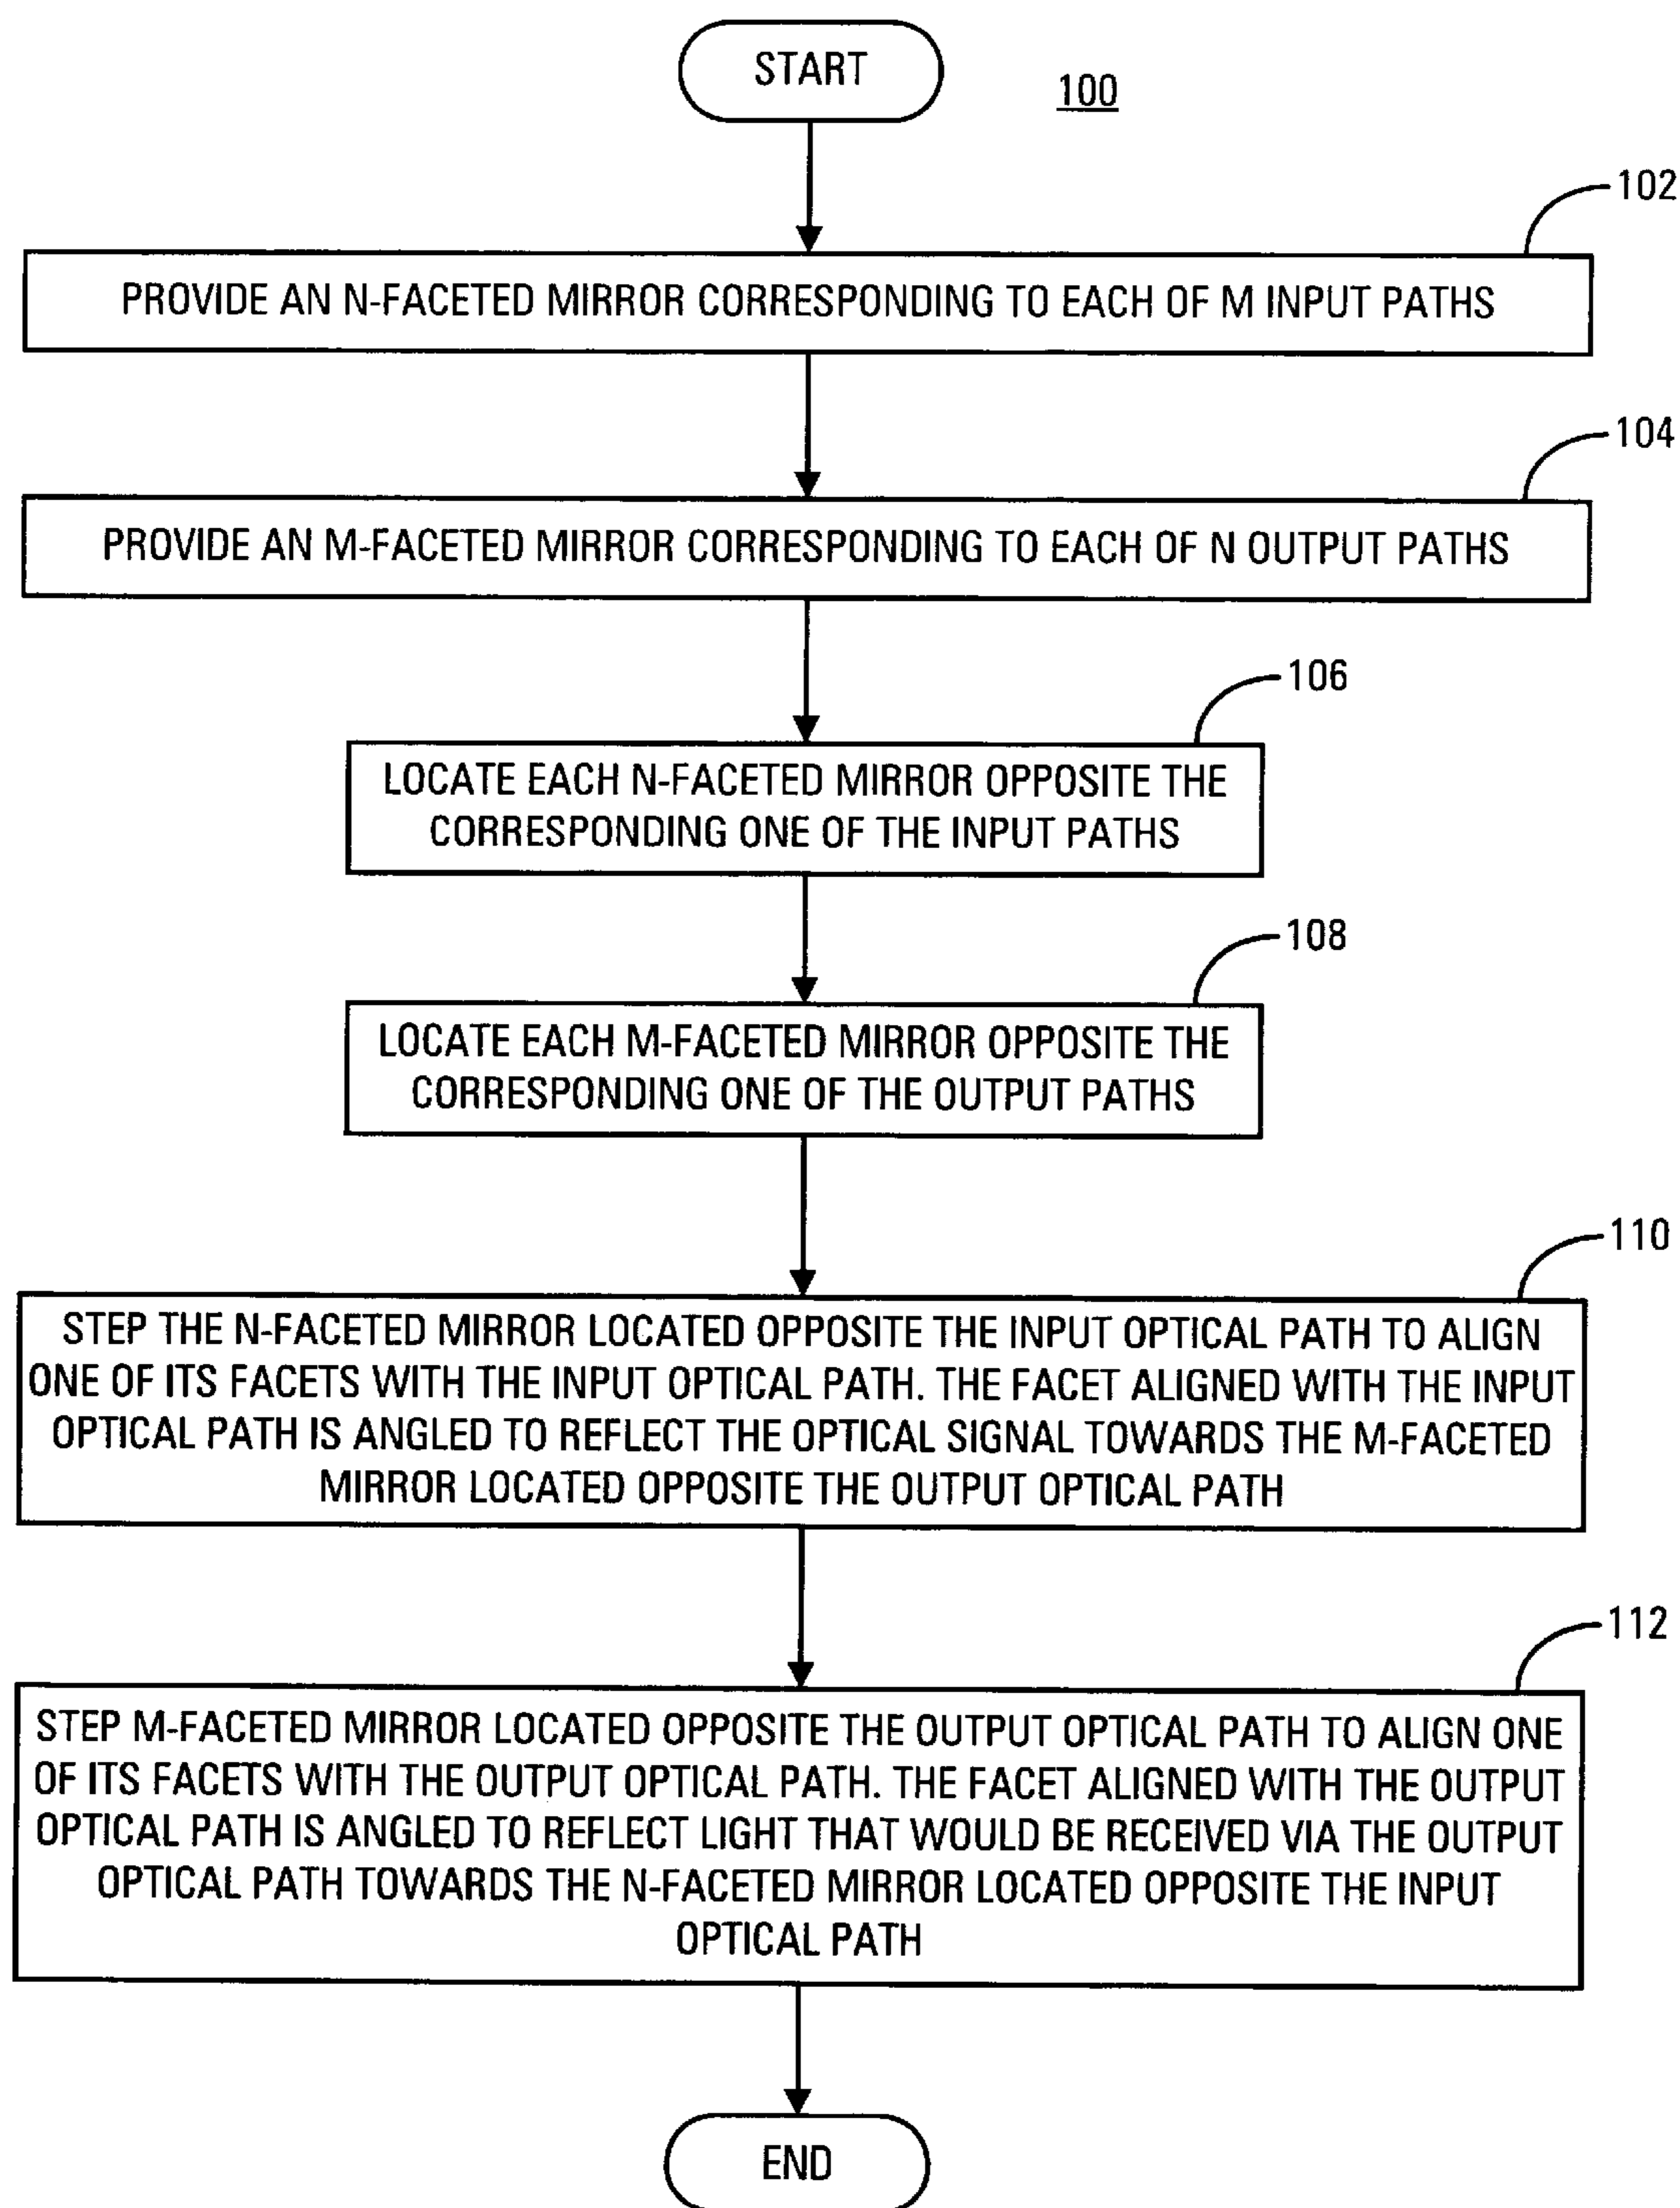 START
100
102
PROVIDE AN N-FACETED MIRROR CORRESPONDING TO EACH OF M INPUT PATHS
104
PROVIDE AN M-FACETED MIRROR CORRESPONDING TO EACH OF N OUTPUT PATHS
106
LOCATE EACH N-FACETED MIRROR OPPOSITE THE
CORRESPONDING ONE OF THE INPUT PATHS
108
LOCATE EACH M-FACETED MIRROR OPPOSITE THE
CORRESPONDING ONE OF THE OUTPUT PATHS
110
STEP THE N-FACETED MIRROR LOCATED OPPOSITE THE INPUT OPTICAL PATH TO ALIGN
ONE OF ITS FACETS WITH THE INPUT OPTICAL PATH. THE FACET ALIGNED WITH THE INPUT
OPTICAL PATH IS ANGLED TO REFLECT THE OPTICAL SIGNAL TOWARDS THE M-FACETED
MIRROR LOCATED OPPOSITE THE OUTPUT OPTICAL PATH
112
STEP M-FACETED MIRROR LOCATED OPPOSITE THE OUTPUT OPTICAL PATH TO ALIGN ONE
OF ITS FACETS WITH THE OUTPUT OPTICAL PATH. THE FACET ALIGNED WITH THE OUTPUT
OPTICAL PATH IS ANGLED TO REFLECT LIGHT THAT WOULD BE RECEIVED VIA THE OUTPUT
OPTICAL PATH TOWARDS THE N-FACETED MIRROR LOCATED OPPOSITE THE INPUT
OPTICAL PATH
END